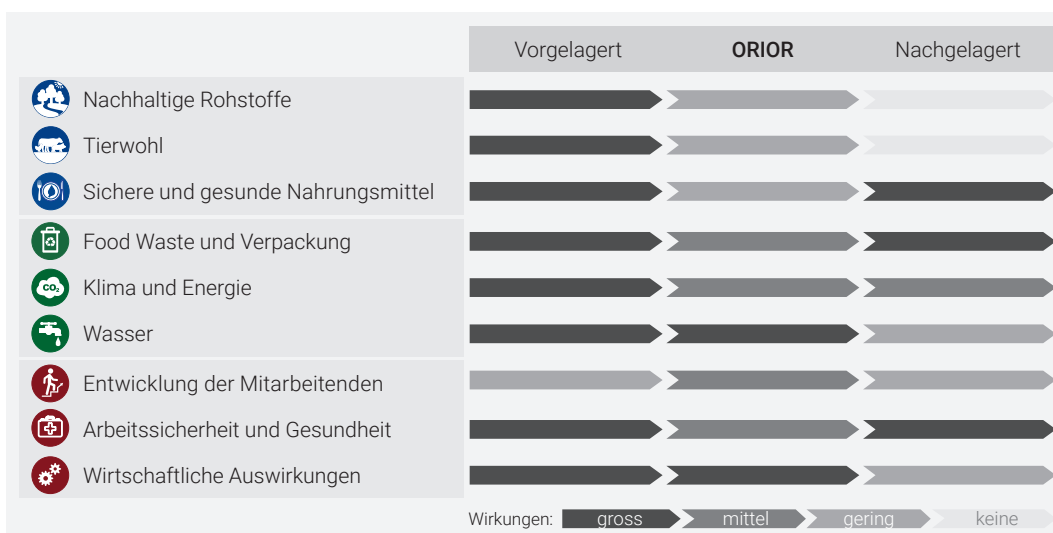 Vorgelagert ORIOR Nachgelagert
Nachhaltige Rohstoffe
Tierwohl
Sichere und gesunde Nahrungsmittel
Food Waste und Verpackung
CO₂ Klima und Energie
Wasser
Entwicklung der Mitarbeitenden
Arbeitssicherheit und Gesundheit
Wirtschaftliche Auswirkungen
Wirkungen: gross mittel gering keine